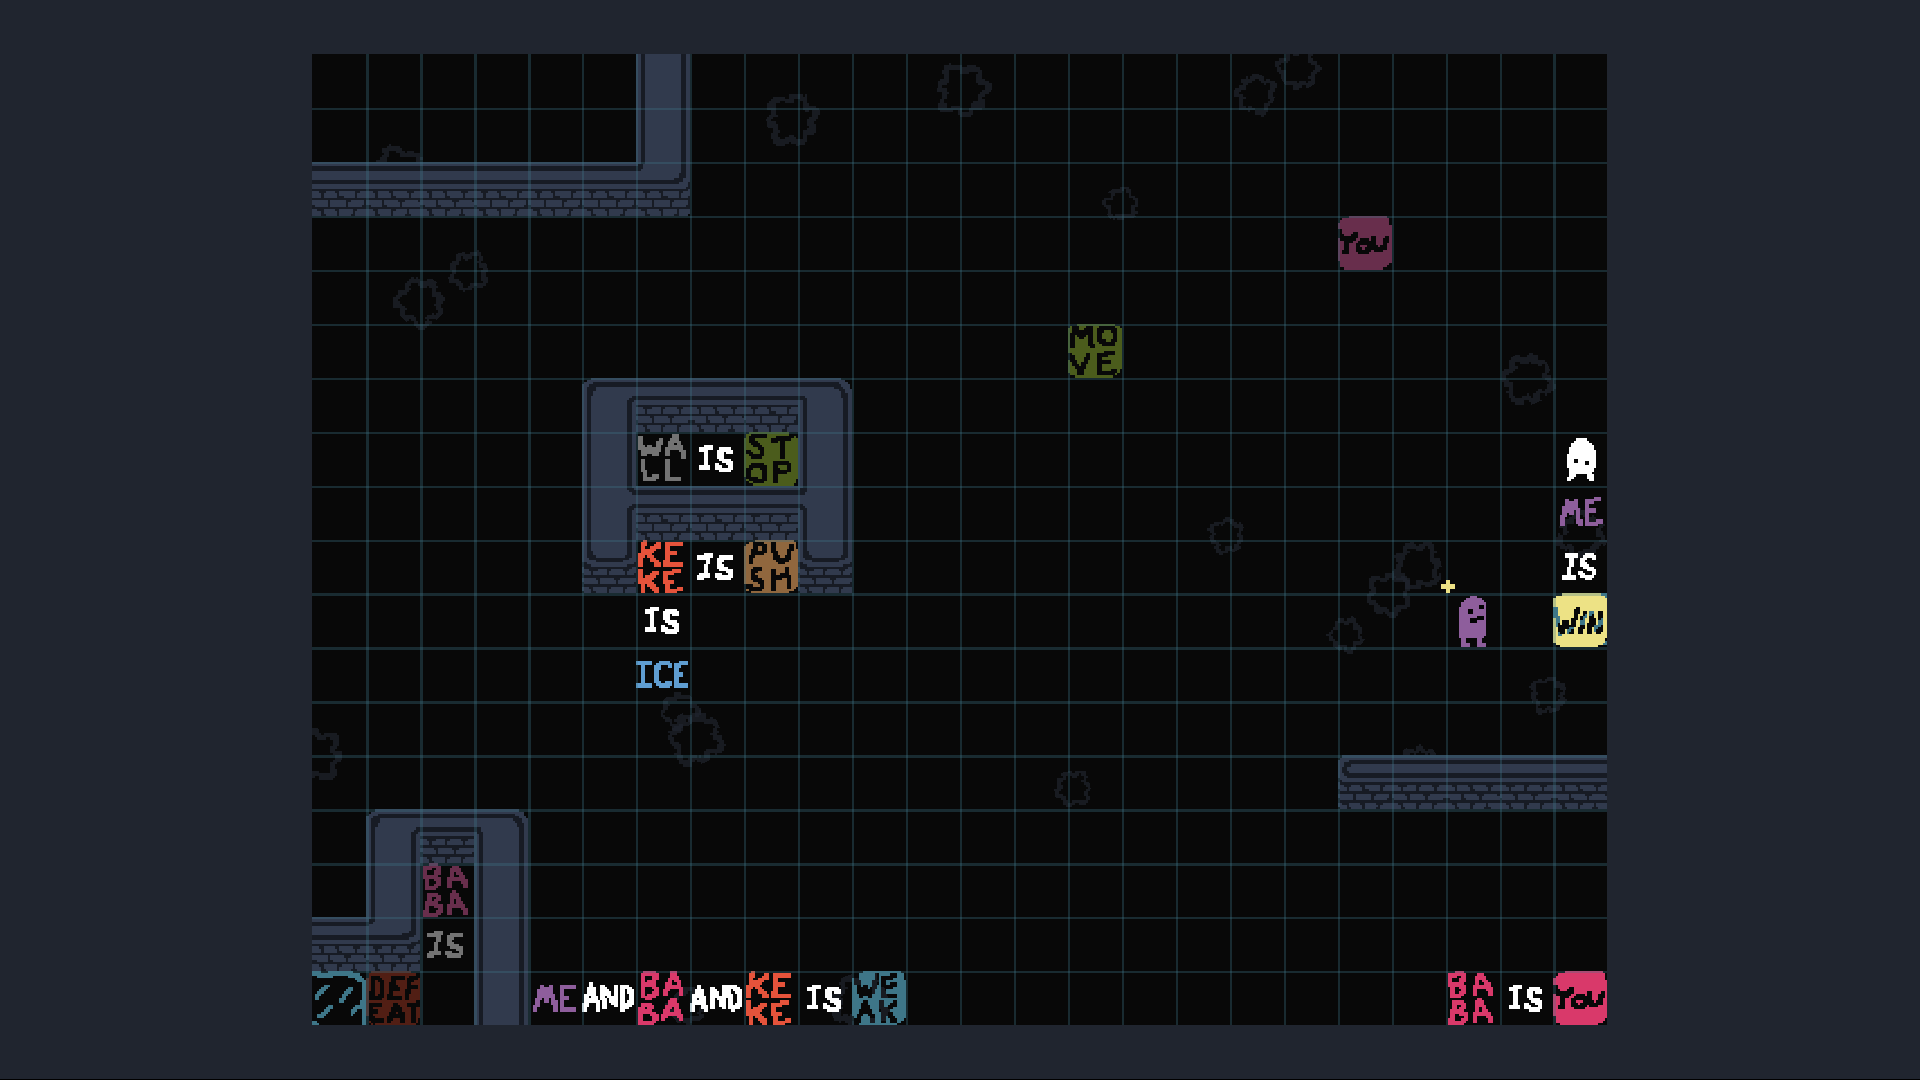 YOU
MOVE
WALL IS STOP
ME
KEKE IS PUSH
IS
IS
WIN
ICE
BABA
IS
DEFEAT
ME AND BABA AND KEKE IS WEAK
BABA IS YOU